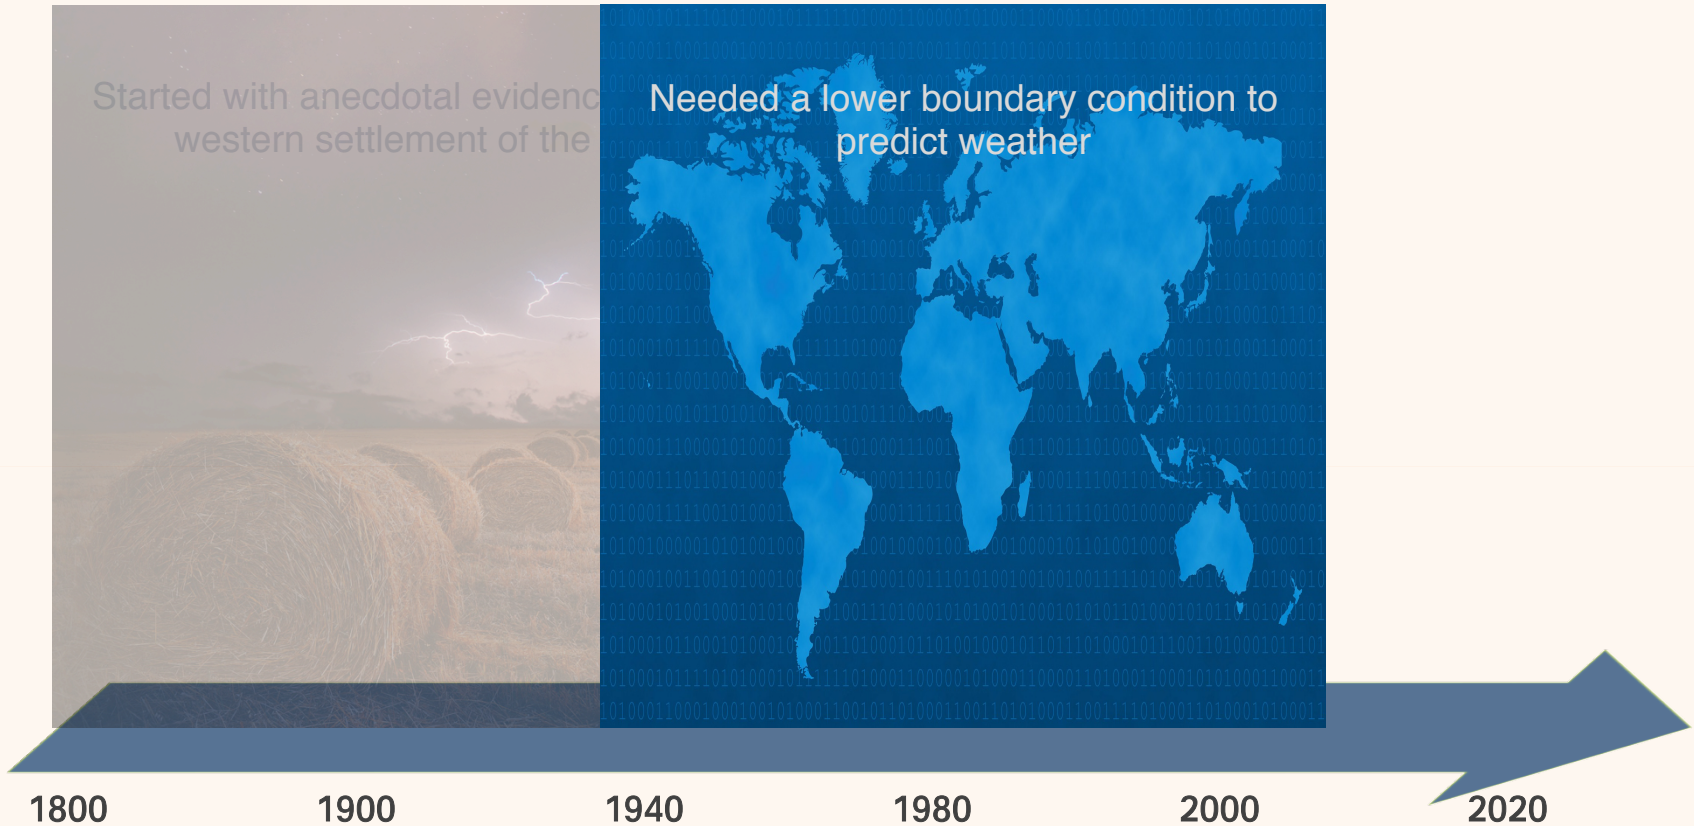 Started with anecdotal evidenc
western settlement of the
Needed a lower boundary condition to
predict weather
1800
1900
1940
1980
2000
2020